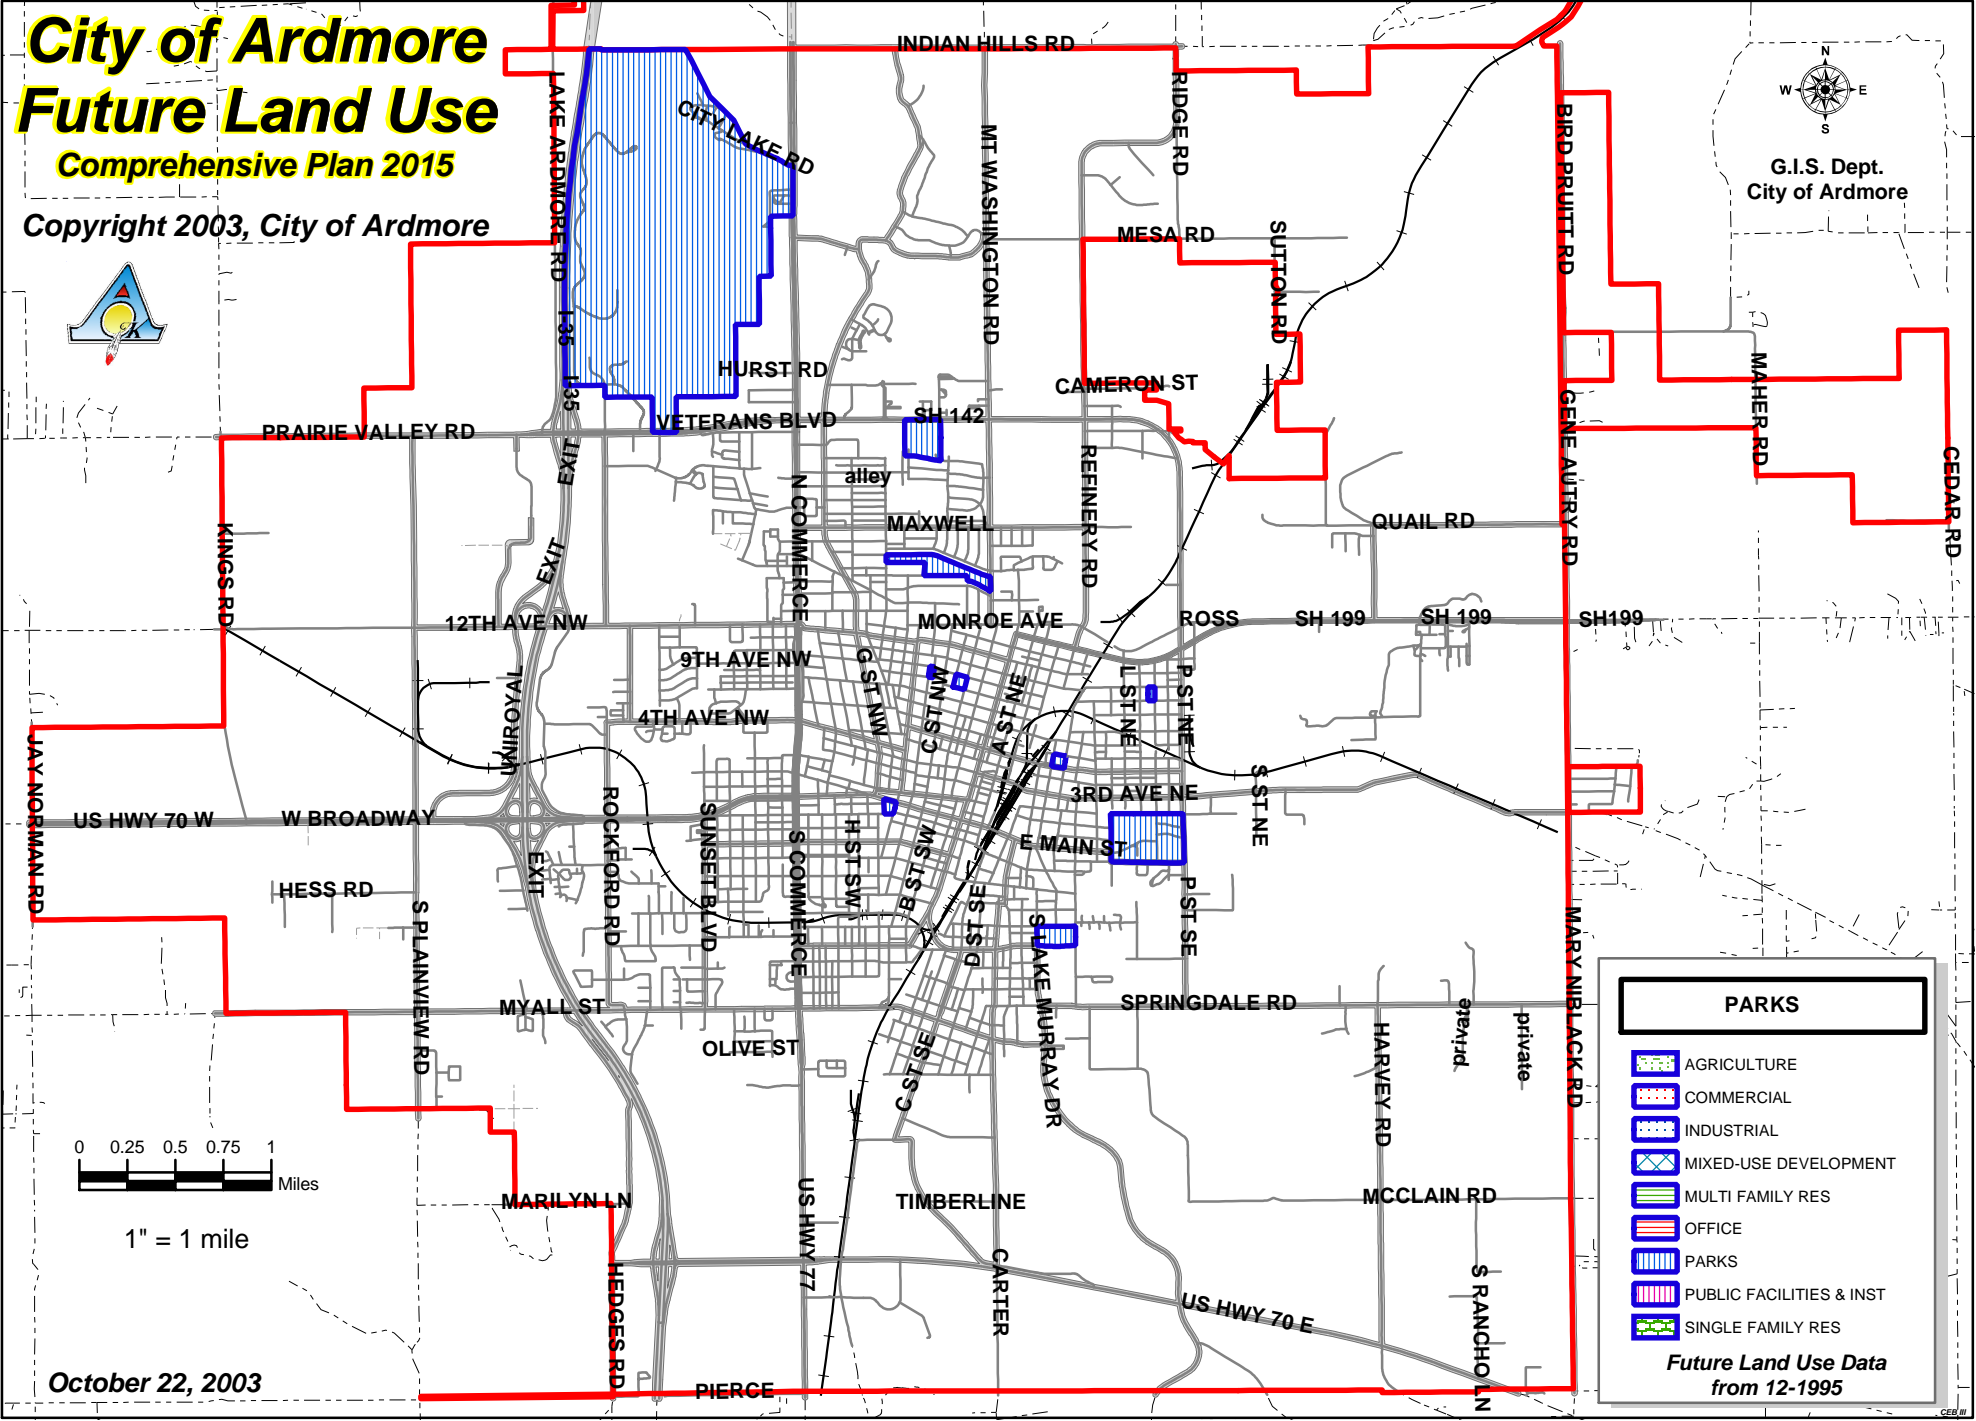 City of Ardmore
Future Land Use
Comprehensive Plan 2015
Copyright 2003, City of Ardmore
K
N
W E
S
G.I.S. Dept.
City of Ardmore
INDIAN HILLS RD
LAKE ARDMORE RD
CITY LAKE RD
MT WASHINGTON RD
RIDGE RD
BIRD PRUITT RD
MESA RD
SUTTON RD
I-35
I-35
HURST RD
CAMERON ST
MAHER RD
PRAIRIE VALLEY RD
VETERANS BLVD
SH 142
GENE AUTRY RD
CEDAR RD
EXIT
alley
N COMMERCE
REFINERY RD
KINGS RD
MAXWELL
QUAIL RD
EXIT
12TH AVE NW
MONROE AVE
ROSS
SH 199
SH 199
SH199
9TH AVE NW
G ST NW
C ST NW
A ST NE
L ST NE
P ST NE
UNIROYAL
4TH AVE NW
JAY NORMAN RD
US HWY 70 W
W BROADWAY
ROCKFORD RD
SUNSET BLVD
S COMMERCE
H ST SW
B ST SW
3RD AVE NE
S ST NE
E MAIN ST
EXIT
HESS RD
S PLAINVIEW RD
D ST SE
S LAKE MURRAY DR
P ST SE
MARY NIBLACK RD
MYALL ST
SPRINGDALE RD
private
private
OLIVE ST
C ST SE
HARVEY RD
MARILYN LN
US HWY 77
TIMBERLINE
MCCLAIN RD
HEDGES RD
CARTER
US HWY 70 E
S RANCHO LN
PIERCE
0 0.25 0.5 0.75 1
Miles
1" = 1 mile
October 22, 2003
PARKS
AGRICULTURE
COMMERCIAL
INDUSTRIAL
MIXED-USE DEVELOPMENT
MULTI FAMILY RES
OFFICE
PARKS
PUBLIC FACILITIES & INST
SINGLE FAMILY RES
Future Land Use Data
from 12-1995
CEB III